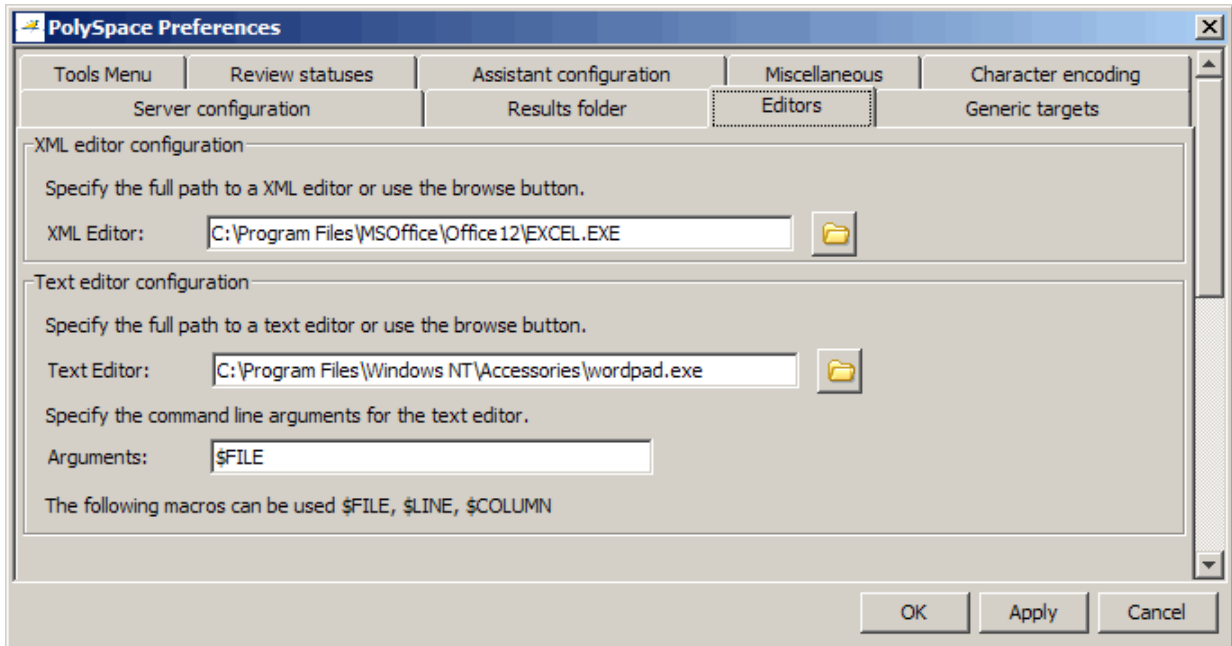 PolySpace Preferences
Tools Menu Review statuses Assistant configuration Miscellaneous Character encoding
Server configuration Results folder Editors Generic targets
XML editor configuration
Specify the full path to a XML editor or use the browse button.
XML Editor: C:\Program Files\MSOffice\Office12\EXCEL.EXE
Text editor configuration
Specify the full path to a text editor or use the browse button.
Text Editor: C:\Program Files\Windows NT\Accessories\wordpad.exe
Specify the command line arguments for the text editor.
Arguments: $FILE
The following macros can be used $FILE, $LINE, $COLUMN
OK Apply Cancel